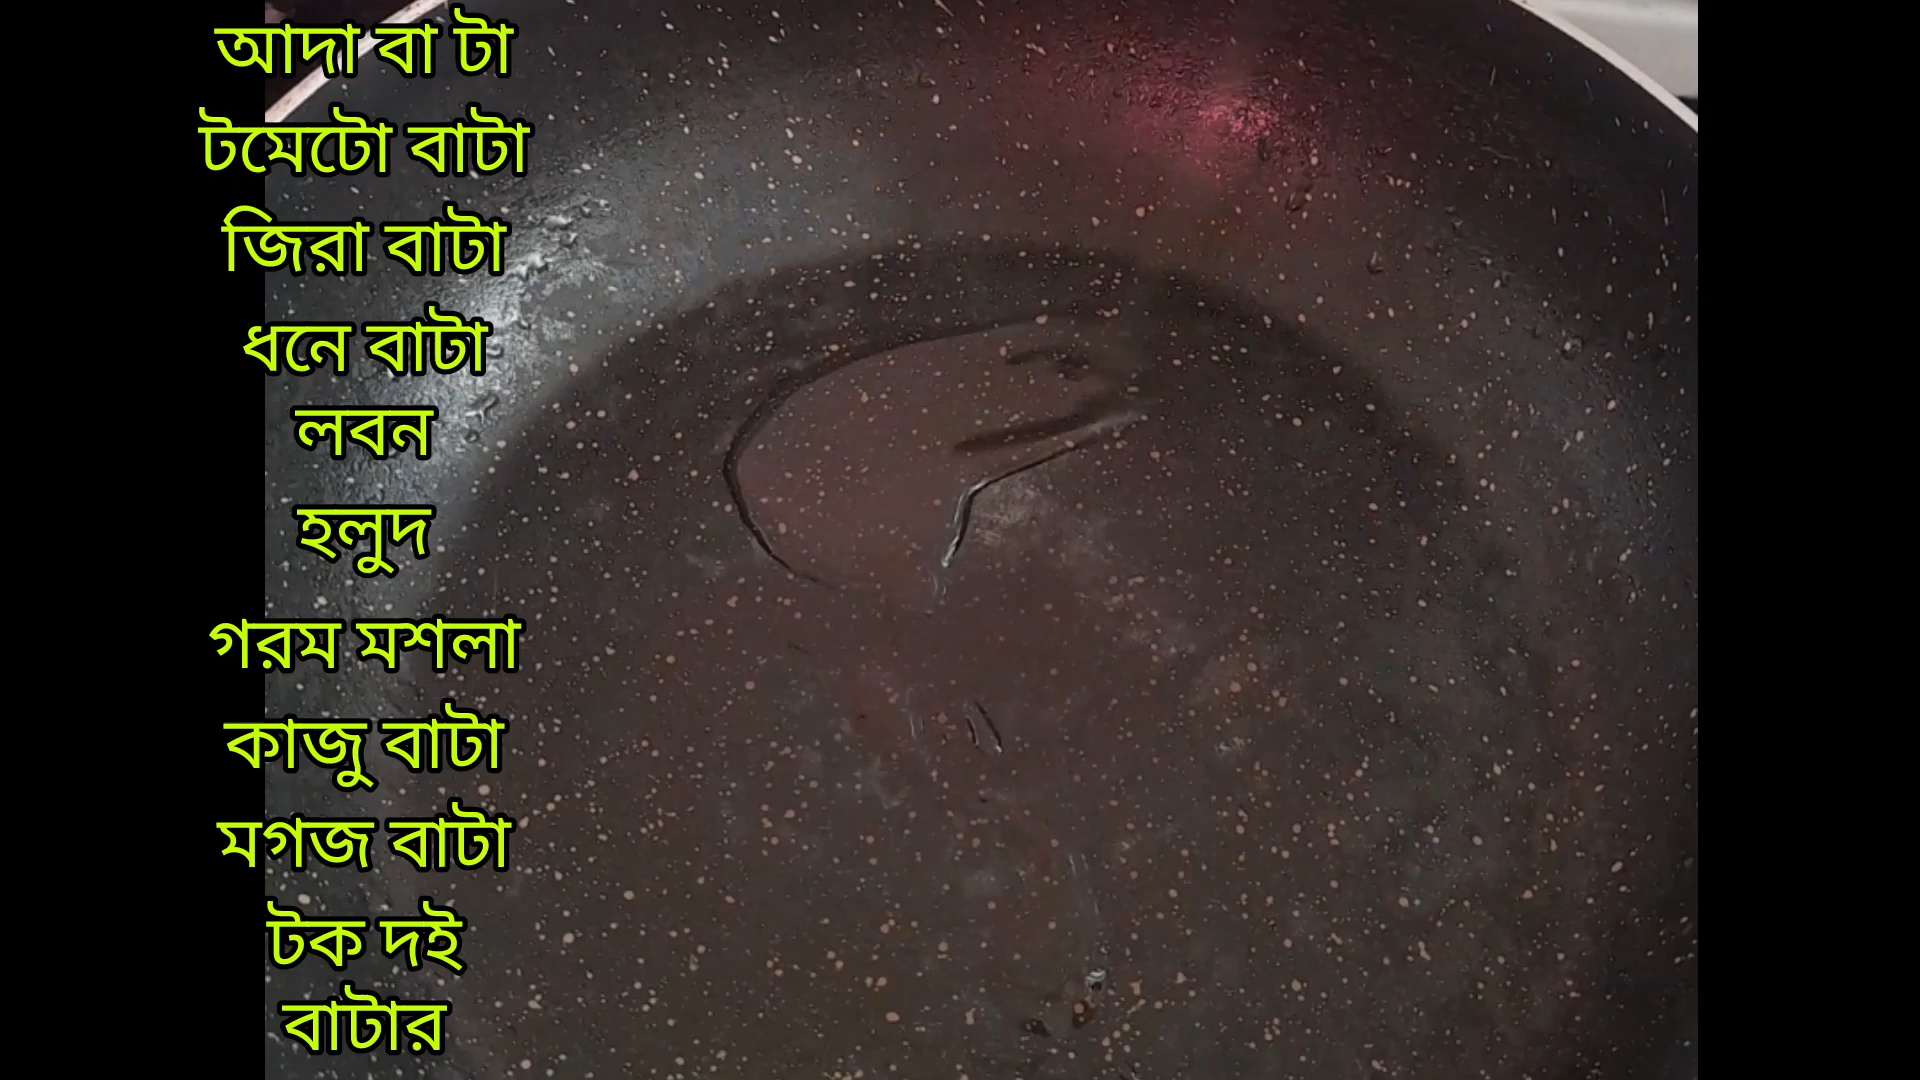 আদা বা টা
টমেটো বাটা
জিরা বাটা
ধনে বাটা
লবন
হলুদ
গরম মশলা
কাজু বাটা
মগজ বাটা
টক দই
বাটার